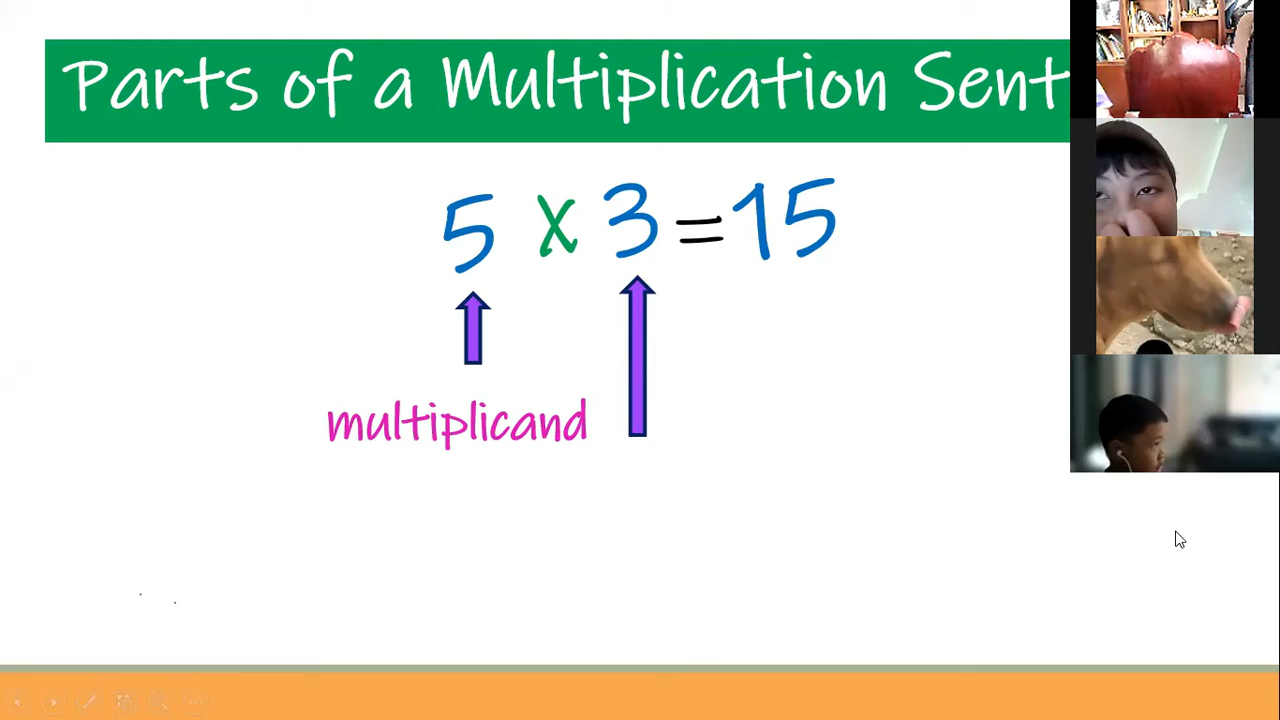 Parts of a Multiplication Sent
5 x 3 = 15
multiplicand